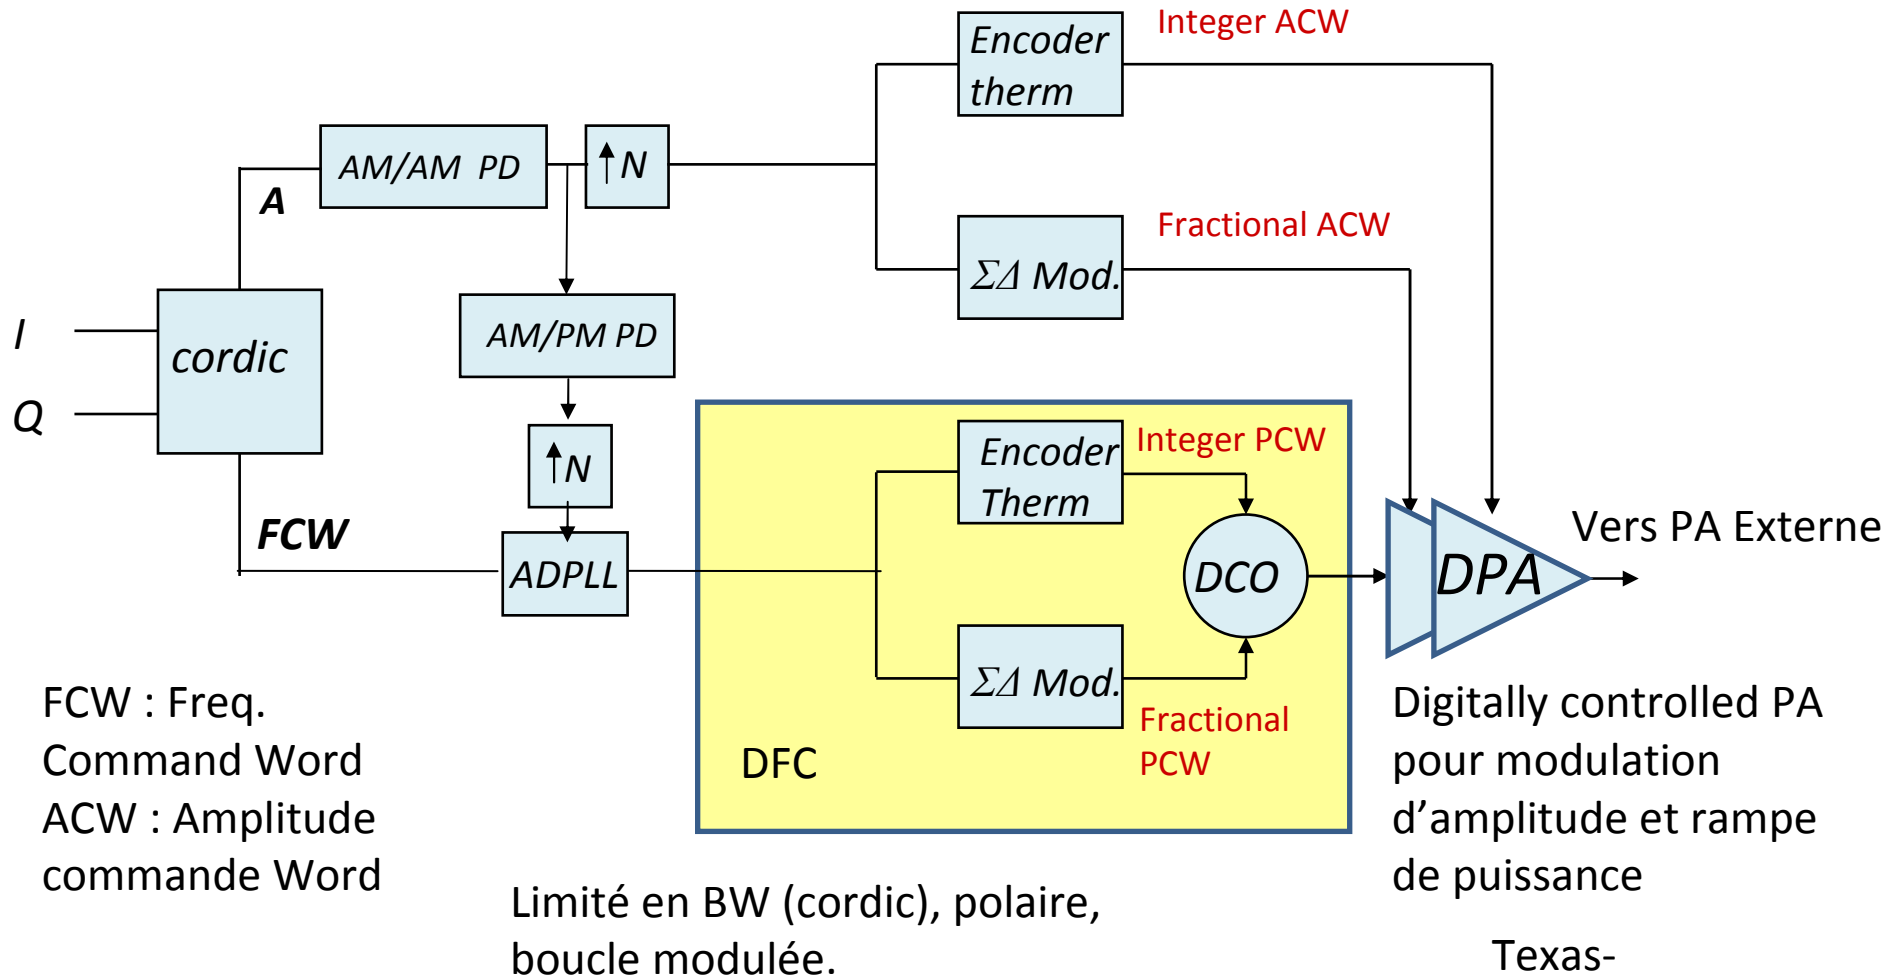 Integer ACW
Encoder
therm
AM/AM PD
↑N
A
Fractional ACW
ΣΔ Mod.
I
cordic
AM/PM PD
Q
↑N
Encoder
Therm
Integer PCW
FCW
ADPLL
DCO
DPA
Vers PA Externe
ΣΔ Mod.
Fractional
PCW
DFC
FCW : Freq.
Command Word
ACW : Amplitude
commande Word
Digitally controlled PA
pour modulation
d’amplitude et rampe
de puissance
Limité en BW (cordic), polaire,
boucle modulée.
Texas-